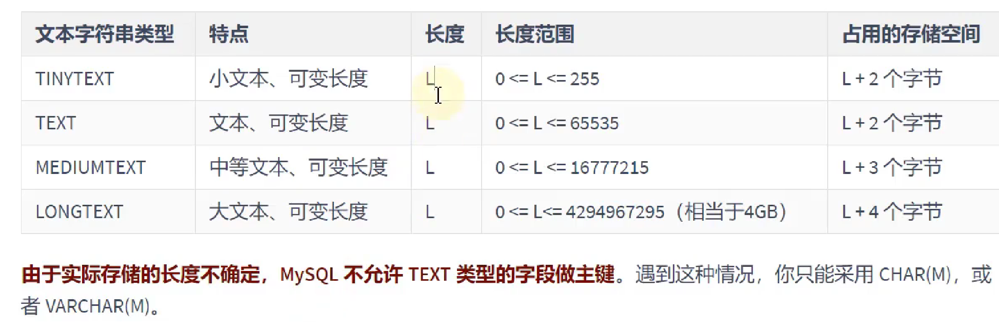 文本字符串类型 特点 长度 长度范围 占用的存储空间
TINYTEXT 小文本、可变长度 L 0 <= L <= 255 L + 2 个字节
TEXT 文本、可变长度 L 0 <= L <= 65535 L + 2 个字节
MEDIUMTEXT 中等文本、可变长度 L 0 <= L <= 16777215 L + 3 个字节
LONGTEXT 大文本、可变长度 L 0 <= L<= 4294967295（相当于4GB） L + 4 个字节
由于实际存储的长度不确定，MySQL 不允许 TEXT 类型的字段做主键。遇到这种情况，你只能采用 CHAR(M)，或
者 VARCHAR(M)。